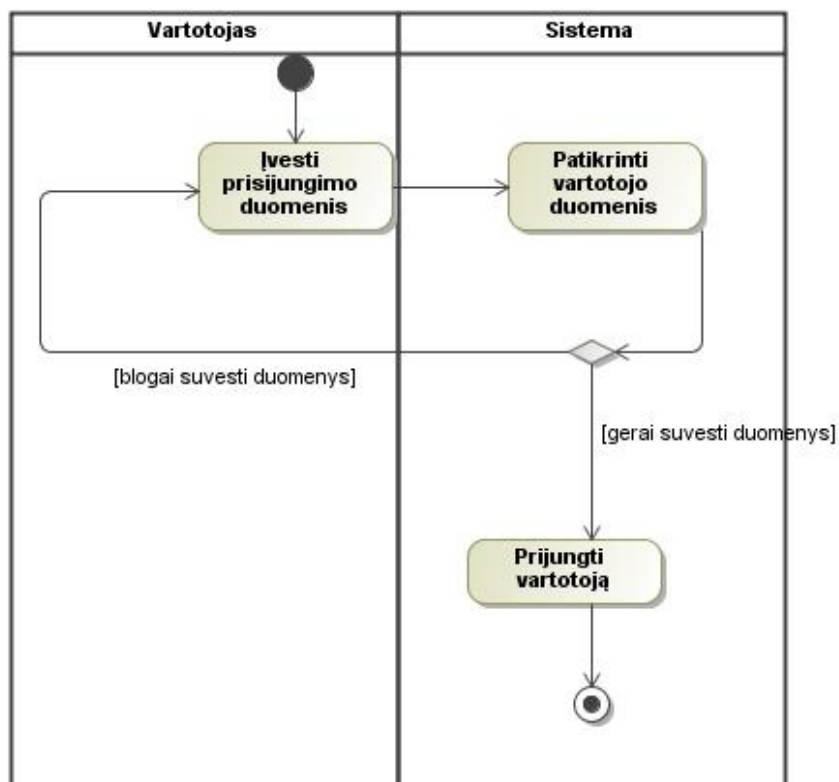 Vartotojas
Sistema
Įvesti
prisijungimo
duomenis
Patikrinti
vartotojo
duomenis
[blogai suvesti duomenys]
[gerai suvesti duomenys]
Prijungti
vartotoją